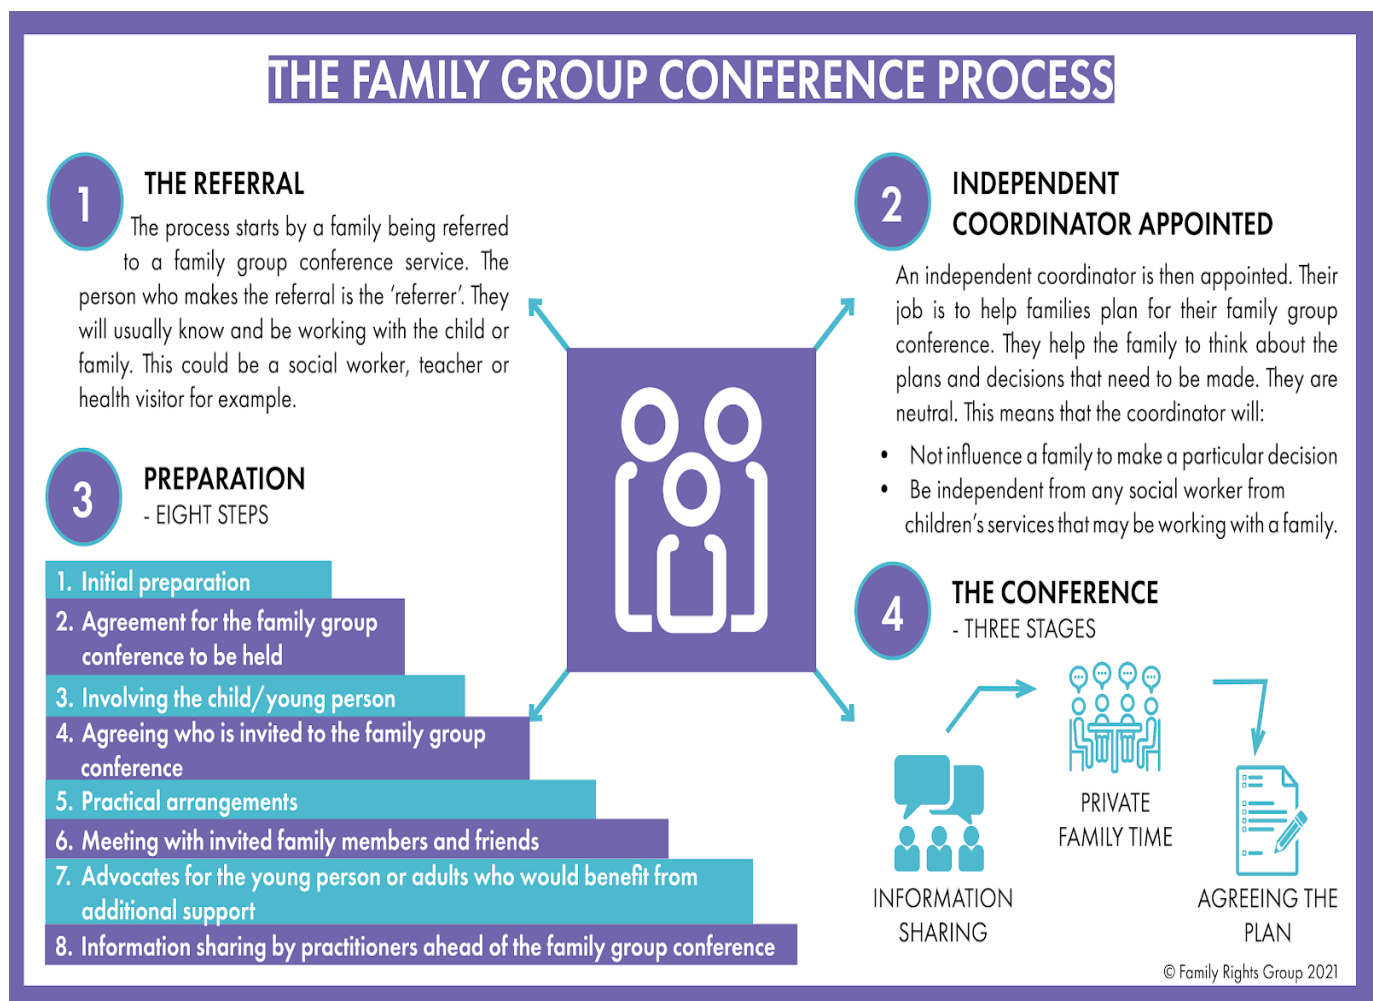 THE FAMILY GROUP CONFERENCE PROCESS
1
THE REFERRAL
The process starts by a family being referred
to a family group conference service. The
person who makes the referral is the ‘referrer’. They
will usually know and be working with the child or
family. This could be a social worker, teacher or
health visitor for example.
2
INDEPENDENT
COORDINATOR APPOINTED
An independent coordinator is then appointed. Their
job is to help families plan for their family group
conference. They help the family to think about the
plans and decisions that need to be made. They are
neutral. This means that the coordinator will:
• Not influence a family to make a particular decision
• Be independent from any social worker from
children’s services that may be working with a family.
3
PREPARATION
- EIGHT STEPS
1. Initial preparation
2. Agreement for the family group
conference to be held
3. Involving the child/young person
4. Agreeing who is invited to the family group
conference
5. Practical arrangements
6. Meeting with invited family members and friends
7. Advocates for the young person or adults who would benefit from
additional support
8. Information sharing by practitioners ahead of the family group conference
4
THE CONFERENCE
- THREE STAGES
INFORMATION
SHARING
PRIVATE
FAMILY TIME
AGREEING THE
PLAN
© Family Rights Group 2021